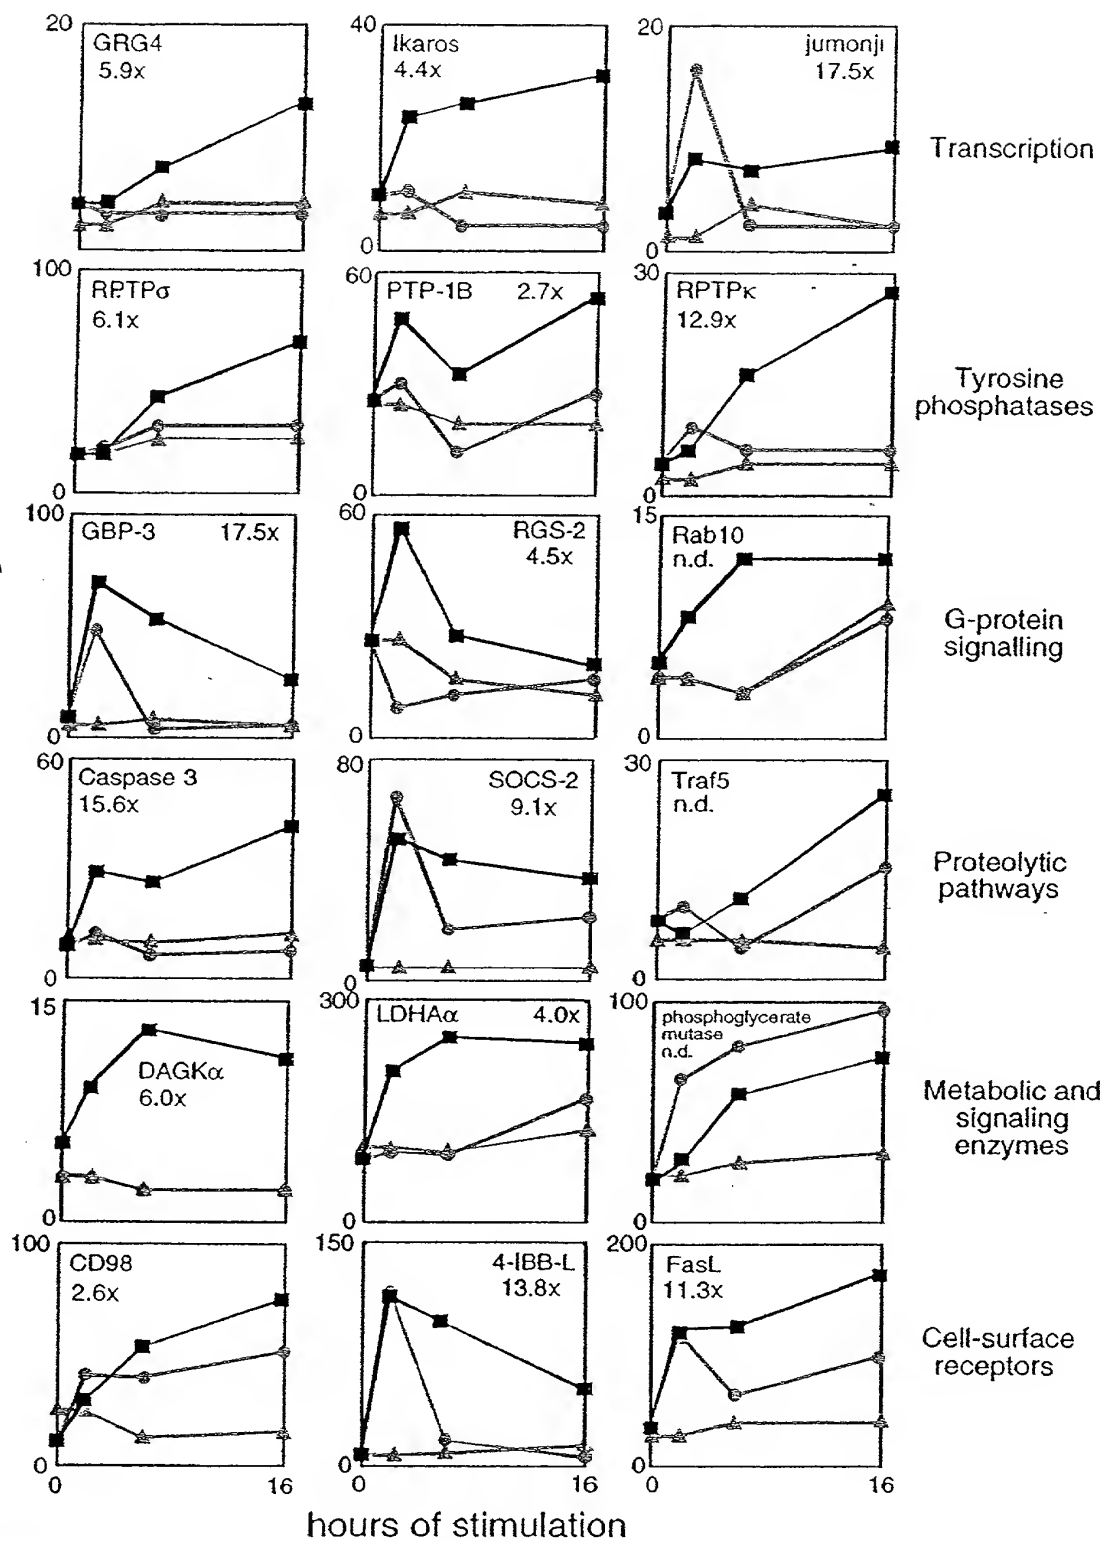 20
GRG4
5.9x
40
Ikaros
4.4x
0
20
jumonji
17.5x
0
Transcription
100
RPTPσ
6.1x
0
60
PTP-1B 2.7x
0
30
RPTPκ
12.9x
0
Tyrosine
phosphatases
100
GBP-3 17.5x
0
60
RGS-2
4.5x
0
15
Rab10
n.d.
0
G-protein
signalling
60
Caspase 3
15.6x
0
80
SOCS-2
9.1x
0
30
Traf5
n.d.
0
Proteolytic
pathways
15
DAGKα
6.0x
0
300
LDHAα 4.0x
0
100
phosphoglycerate
mutase
n.d.
0
Metabolic and
signaling
enzymes
100
CD98
2.6x
0
0 16
150
4-IBB-L
13.8x
0
0 16
200
FasL
11.3x
0
0 16
Cell-surface
receptors
hours of stimulation